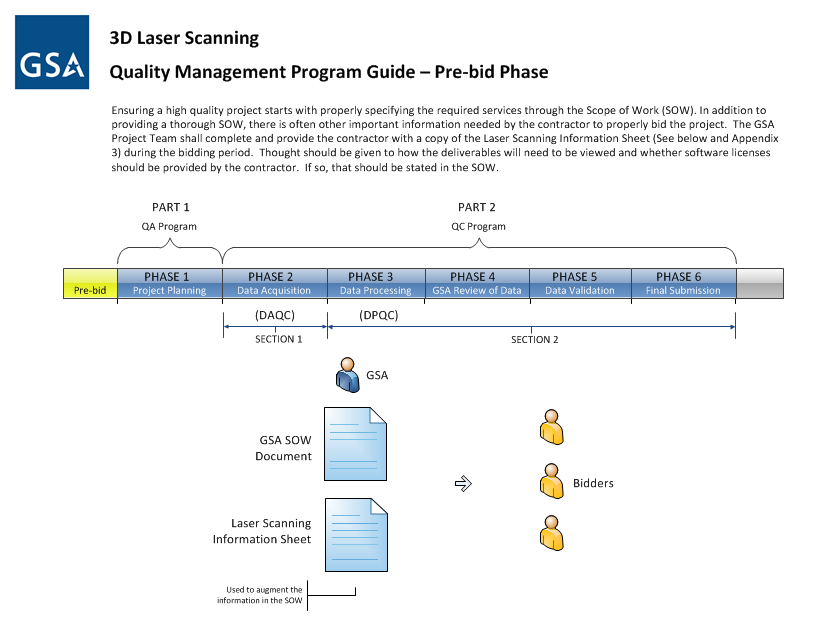 GSA
3D Laser Scanning
Quality Management Program Guide – Pre-bid Phase
Ensuring a high quality project starts with properly specifying the required services through the Scope of Work (SOW). In addition to
providing a thorough SOW, there is often other important information needed by the contractor to properly bid the project.  The GSA
Project Team shall complete and provide the contractor with a copy of the Laser Scanning Information Sheet (See below and Appendix
3) during the bidding period.  Thought should be given to how the deliverables will need to be viewed and whether software licenses
should be provided by the contractor.  If so, that should be stated in the SOW.
PART 1
PART 2
QA Program
QC Program
PHASE 1
PHASE 2
PHASE 3
PHASE 4
PHASE 5
PHASE 6
Pre-bid
Project Planning
Data Acquisition
Data Processing
GSA Review of Data
Data Validation
Final Submission
(DAQC)
(DPQC)
SECTION 1
SECTION 2
GSA
GSA SOW
Document
Bidders
Laser Scanning
Information Sheet
Used to augment the
information in the SOW